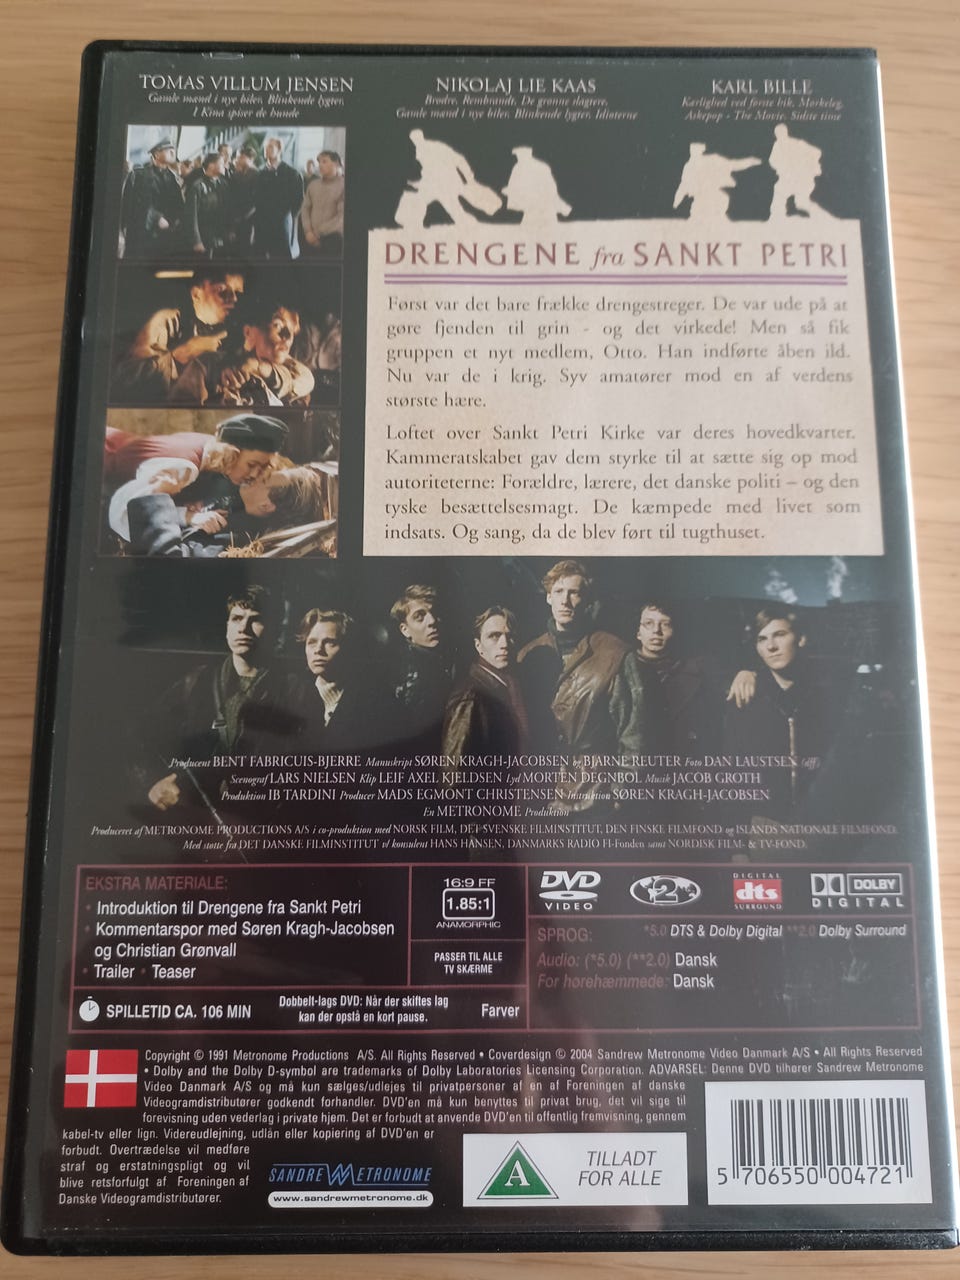 TOMAS VILLUM JENSEN
Gamle mænd i nye biler, Blinkende lygter,
I Kina spiser de hunde
NIKOLAJ LIE KAAS
Brødre, Rembrandt, De grønne slagtere,
Gamle mænd i nye biler, Blinkende lygter, Idioterne
KARL BILLE
Kærlighed ved første hik, Mørkeleg,
Askepop - The Movie, Sidste time
DRENGENE fra SANKT PETRI
Først var det bare frække drengestreger. De var ude på at
gøre fjenden til grin - og det virkede! Men så fik
gruppen et nyt medlem, Otto. Han indførte åben ild.
Nu var de i krig. Syv amatører mod en af verdens
største hære.
Loftet over Sankt Petri Kirke var deres hovedkvarter.
Kammeratskabet gav dem styrke til at sætte sig op mod
autoriteterne: Forældre, lærere, det danske politi – og den
tyske besættelsesmagt. De kæmpede med livet som
indsats. Og sang, da de blev ført til tugthuset.
Producent BENT FABRICUIS-BJERRE Manuskript SØREN KRAGH-JACOBSEN og BJARNE REUTER Foto DAN LAUSTSEN (dff)
Scenograf LARS NIELSEN Klip LEIF AXEL KJELDSEN Lyd MORTEN DEGNBOL Musik JACOB GROTH
Produktion IB TARDINI Producer MADS EGMONT CHRISTENSEN Instruktion SØREN KRAGH-JACOBSEN
En METRONOME Produktion
Produceret af METRONOME PRODUCTIONS A/S i co-produktion med NORSK FILM, DET SVENSKE FILMINSTITUT, DEN FINSKE FILMFOND og ISLANDS NATIONALE FILMFOND.
Med støtte fra DET DANSKE FILMINSTITUT v/ konsulent HANS HANSEN, DANMARKS RADIO FI-Fonden samt NORDISK FILM- & TV-FOND.
EKSTRA MATERIALE:
• Introduktion til Drengene fra Sankt Petri
• Kommentarspor med Søren Kragh-Jacobsen
og Christian Grønvall
• Trailer • Teaser
16:9 FF
1.85:1
ANAMORPHIC
PASSER TIL ALLE
TV SKÆRME
DVD
VIDEO
2
DIGITAL
dts
SURROUND
DOLBY
DIGITAL
SPROG: *5.0 DTS & Dolby Digital **2.0 Dolby Surround
Audio: (*5.0) (**2.0) Dansk
For hørehæmmede: Dansk
SPILLETID CA. 106 MIN
Dobbelt-lags DVD: Når der skiftes lag
kan der opstå en kort pause.
Farver
Copyright © 1991 Metronome Productions A/S. All Rights Reserved • Coverdesign © 2004 Sandrew Metronome Video Danmark A/S • All Rights Reserved
• Dolby and the Dolby D-symbol are trademarks of Dolby Laboratories Licensing Corporation. ADVARSEL: Denne DVD tilhører Sandrew Metronome
Video Danmark A/S og må kun sælges/udlejes til privatpersoner af en af Foreningen af danske
Videogramdistributører godkendt forhandler. DVD'en må kun benyttes til privat brug, det vil sige til
forevisning uden vederlag i private hjem. Det er forbudt at anvende DVD'en til offentlig fremvisning, gennem
kabel-tv eller lign. Videreudlejning, udlån eller kopiering af DVD'en er
forbudt. Overtrædelse vil medføre
straf og erstatningspligt og vil
blive retsforfulgt af Foreningen af
Danske Videogramdistributører.
SANDREW METRONOME
www.sandrewmetronome.dk
A
TILLADT
FOR ALLE
5 706550 004721